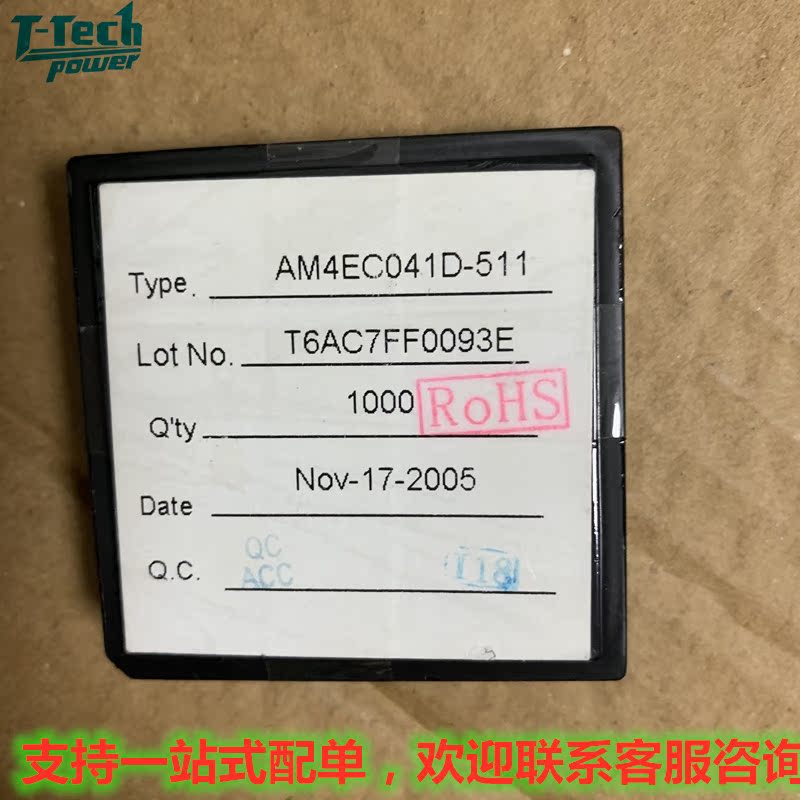 T-Tech
power
Type. AM4EC041D-511
Lot No. T6AC7FF0093E
Q'ty 1000 RoHS
Date Nov-17-2005
Q.C. QC ACC 118
支持一站式配单，欢迎联系客服咨询